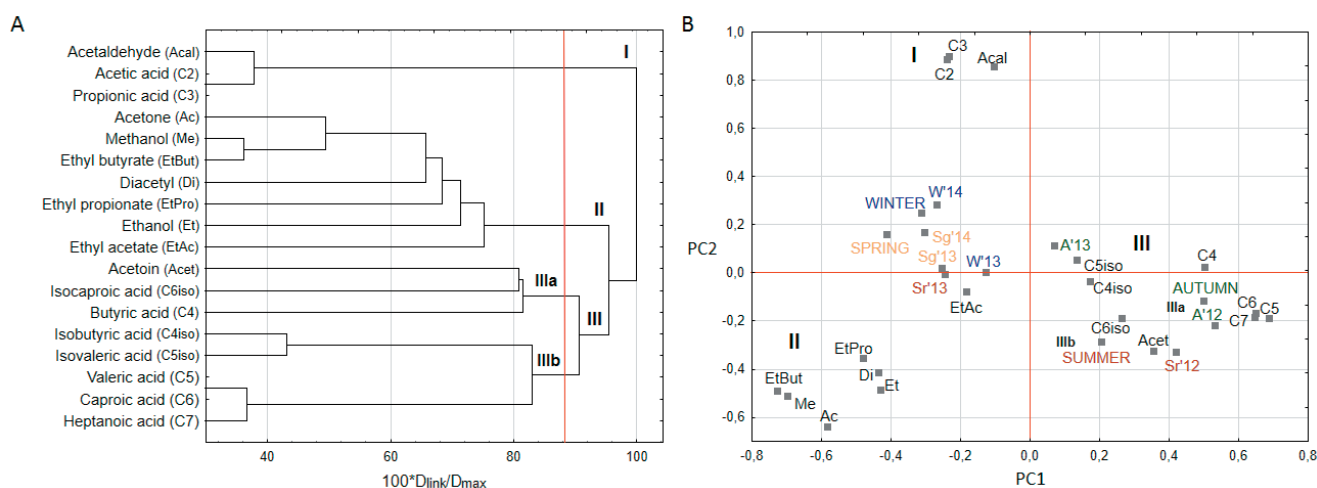 A
Acetaldehyde (Acal)
Acetic acid (C2)
Propionic acid (C3)
Acetone (Ac)
Methanol (Me)
Ethyl butyrate (EtBut)
Diacetyl (Di)
Ethyl propionate (EtPro)
Ethanol (Et)
Ethyl acetate (EtAc)
Acetoin (Acet)
Isocaproic acid (C6iso)
Butyric acid (C4)
Isobutyric acid (C4iso)
Isovaleric acid (C5iso)
Valeric acid (C5)
Caproic acid (C6)
Heptanoic acid (C7)
I
II
IIIa
III
IIIb
40 60 80 100
100*Dlink/Dmax
B
1,0
0,8
0,6
0,4
0,2
0,0
-0,2
-0,4
-0,6
PC2
-0,8 -0,6 -0,4 -0,2 0,0 0,2 0,4 0,6 0,8
PC1
I
C3
C2
Acal
W'14
WINTER
Sg'14
SPRING
Sg'13
W'13
Sr'13
EtAc
A'13
III
C5iso
C4
C4iso
AUTUMN
IIIa
C6
C5
A'12
C7
C6iso
IIIb
Acet
SUMMER
Sr'12
II
EtPro
Di
Et
EtBut
Me
Ac